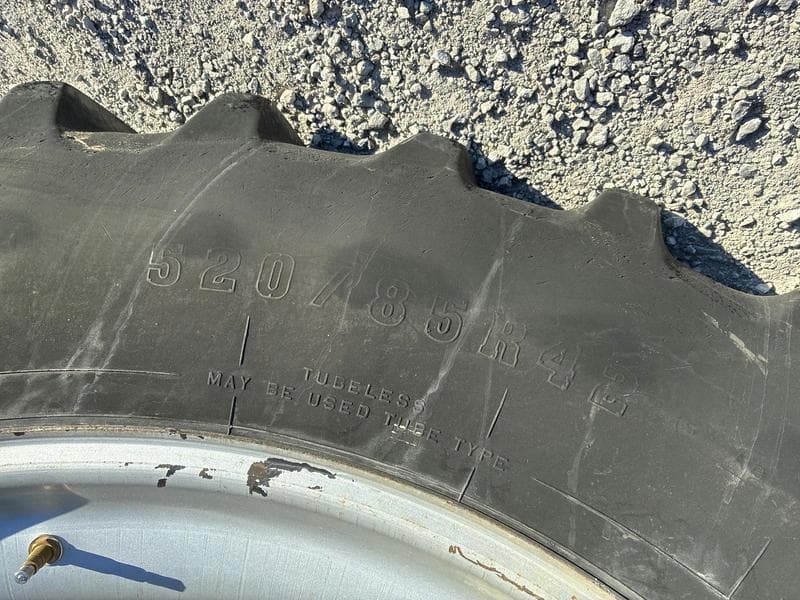 520/85R42
TUBELESS
MAY BE USED TUBE TYPE